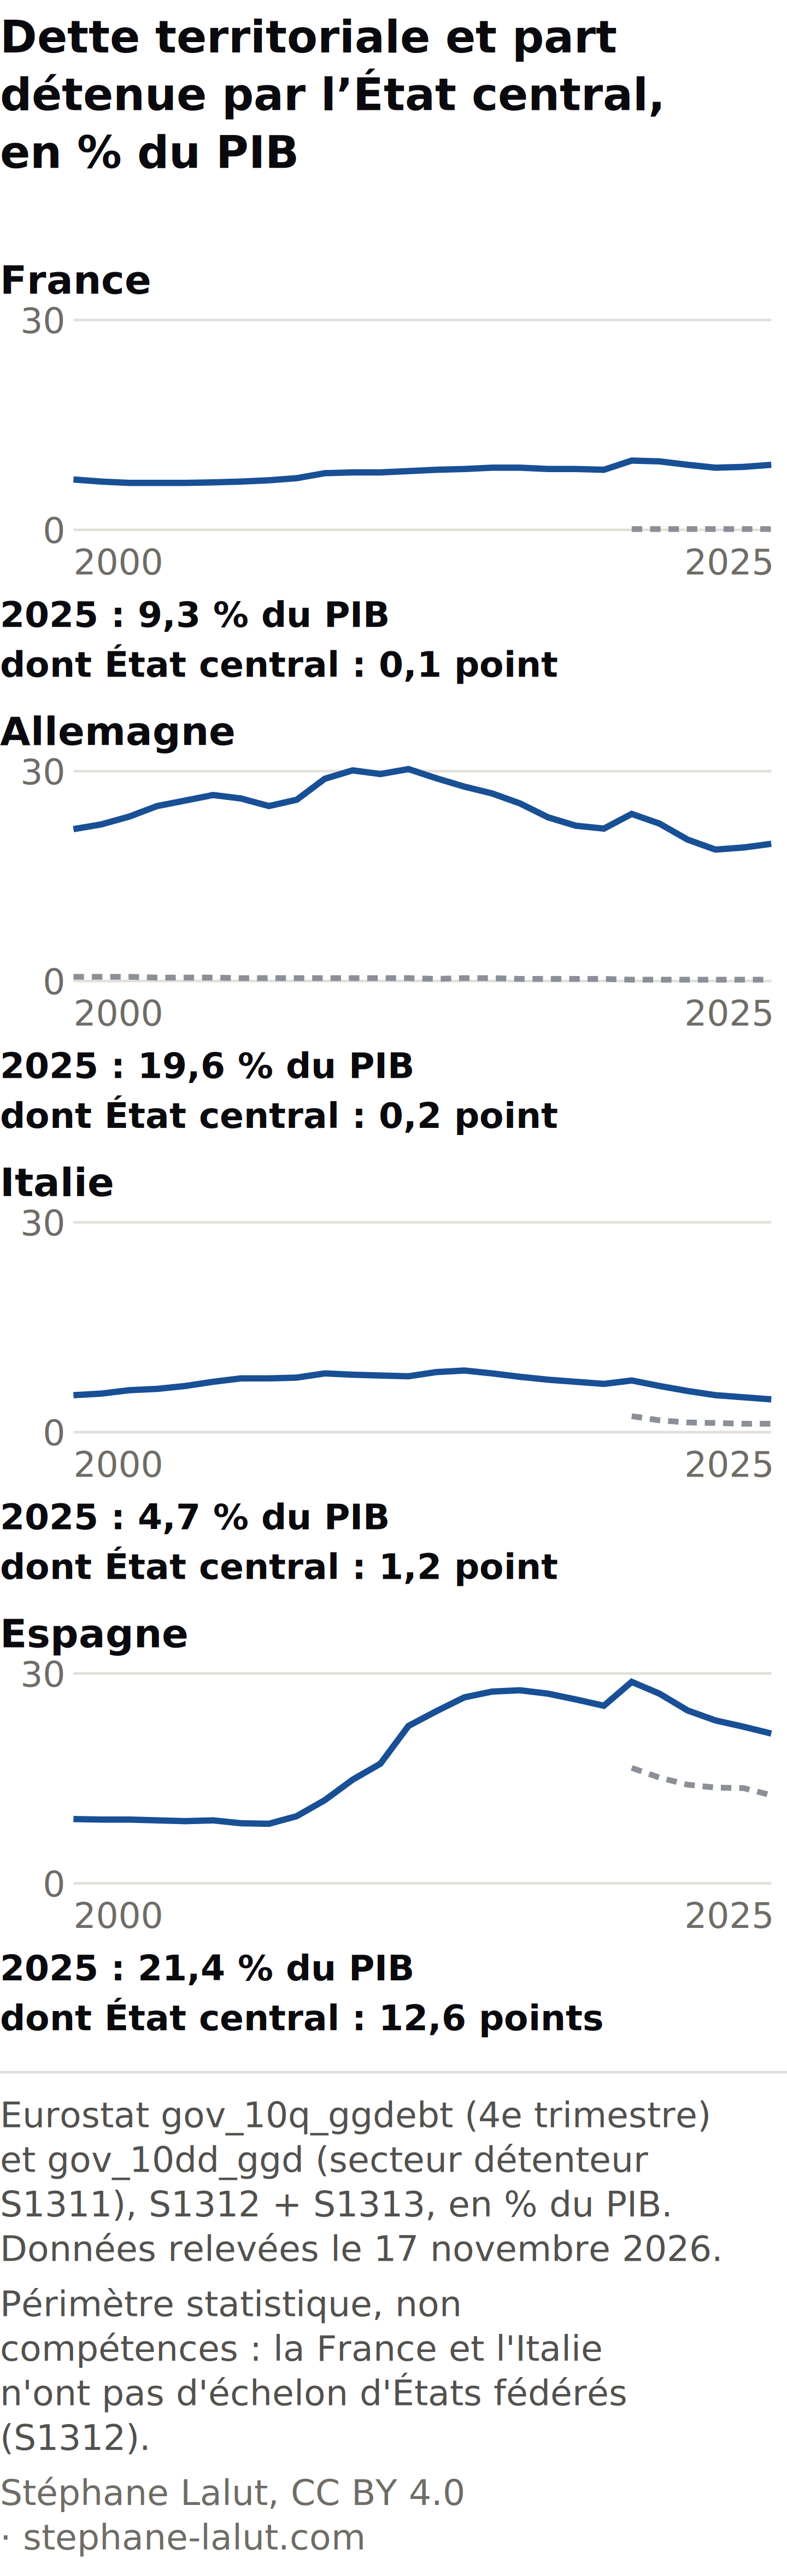 Dette territoriale et part
détenue par l’État central,
en % du PIB
France
30
0
2000 2025
2025 : 9,3 % du PIB
dont État central : 0,1 point
Allemagne
30
0
2000 2025
2025 : 19,6 % du PIB
dont État central : 0,2 point
Italie
30
0
2000 2025
2025 : 4,7 % du PIB
dont État central : 1,2 point
Espagne
30
0
2000 2025
2025 : 21,4 % du PIB
dont État central : 12,6 points
Eurostat gov_10q_ggdebt (4e trimestre)
et gov_10dd_ggd (secteur détenteur
S1311), S1312 + S1313, en % du PIB.
Données relevées le 17 novembre 2026.
Périmètre statistique, non
compétences : la France et l'Italie
n'ont pas d'échelon d'États fédérés
(S1312).
Stéphane Lalut, CC BY 4.0
· stephane-lalut.com